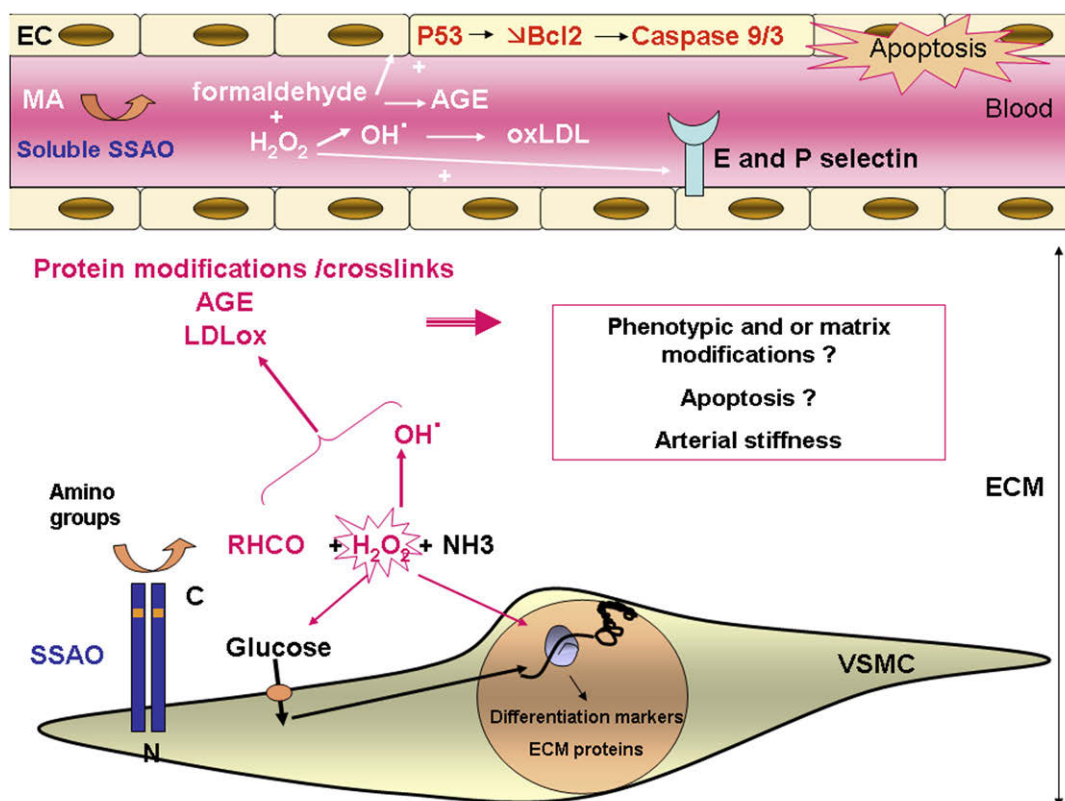 EC
P53 → ↘Bcl2 → Caspase 9/3
Apoptosis
+
MA
formaldehyde
AGE
Blood
+
Soluble SSAO
H₂O₂
OH˙
oxLDL
+
E and P selectin
Protein modifications /crosslinks
AGE
LDLox
Phenotypic and or matrix
modifications ?
Apoptosis ?
Arterial stiffness
ECM
OH˙
Amino
groups
RHCO + H₂O₂ + NH3
C
SSAO
Glucose
VSMC
Differentiation markers
ECM proteins
N